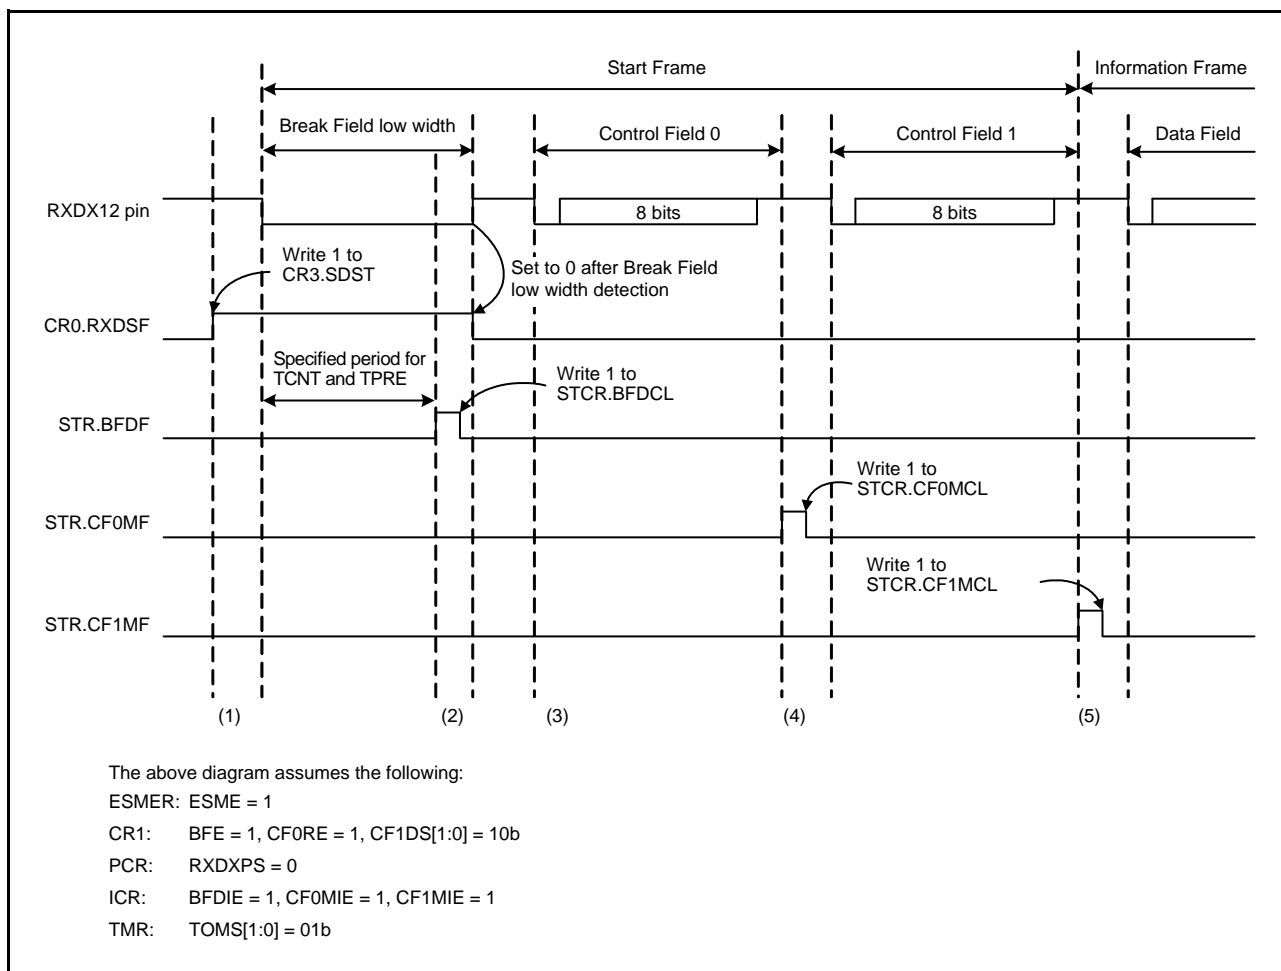 Start Frame
Information Frame
Break Field low width
Control Field 0
Control Field 1
Data Field
RXDX12 pin
8 bits
8 bits
Write 1 to
CR3.SDST
Set to 0 after Break Field
low width detection
CR0.RXDSF
Specified period for
TCNT and TPRE
Write 1 to
STCR.BFDCL
STR.BFDF
Write 1 to
STCR.CF0MCL
STR.CF0MF
Write 1 to
STCR.CF1MCL
STR.CF1MF
(1)
(2)
(3)
(4)
(5)
The above diagram assumes the following:
ESMER: ESME = 1
CR1: BFE = 1, CF0RE = 1, CF1DS[1:0] = 10b
PCR: RXDXPS = 0
ICR: BFDIE = 1, CF0MIE = 1, CF1MIE = 1
TMR: TOMS[1:0] = 01b